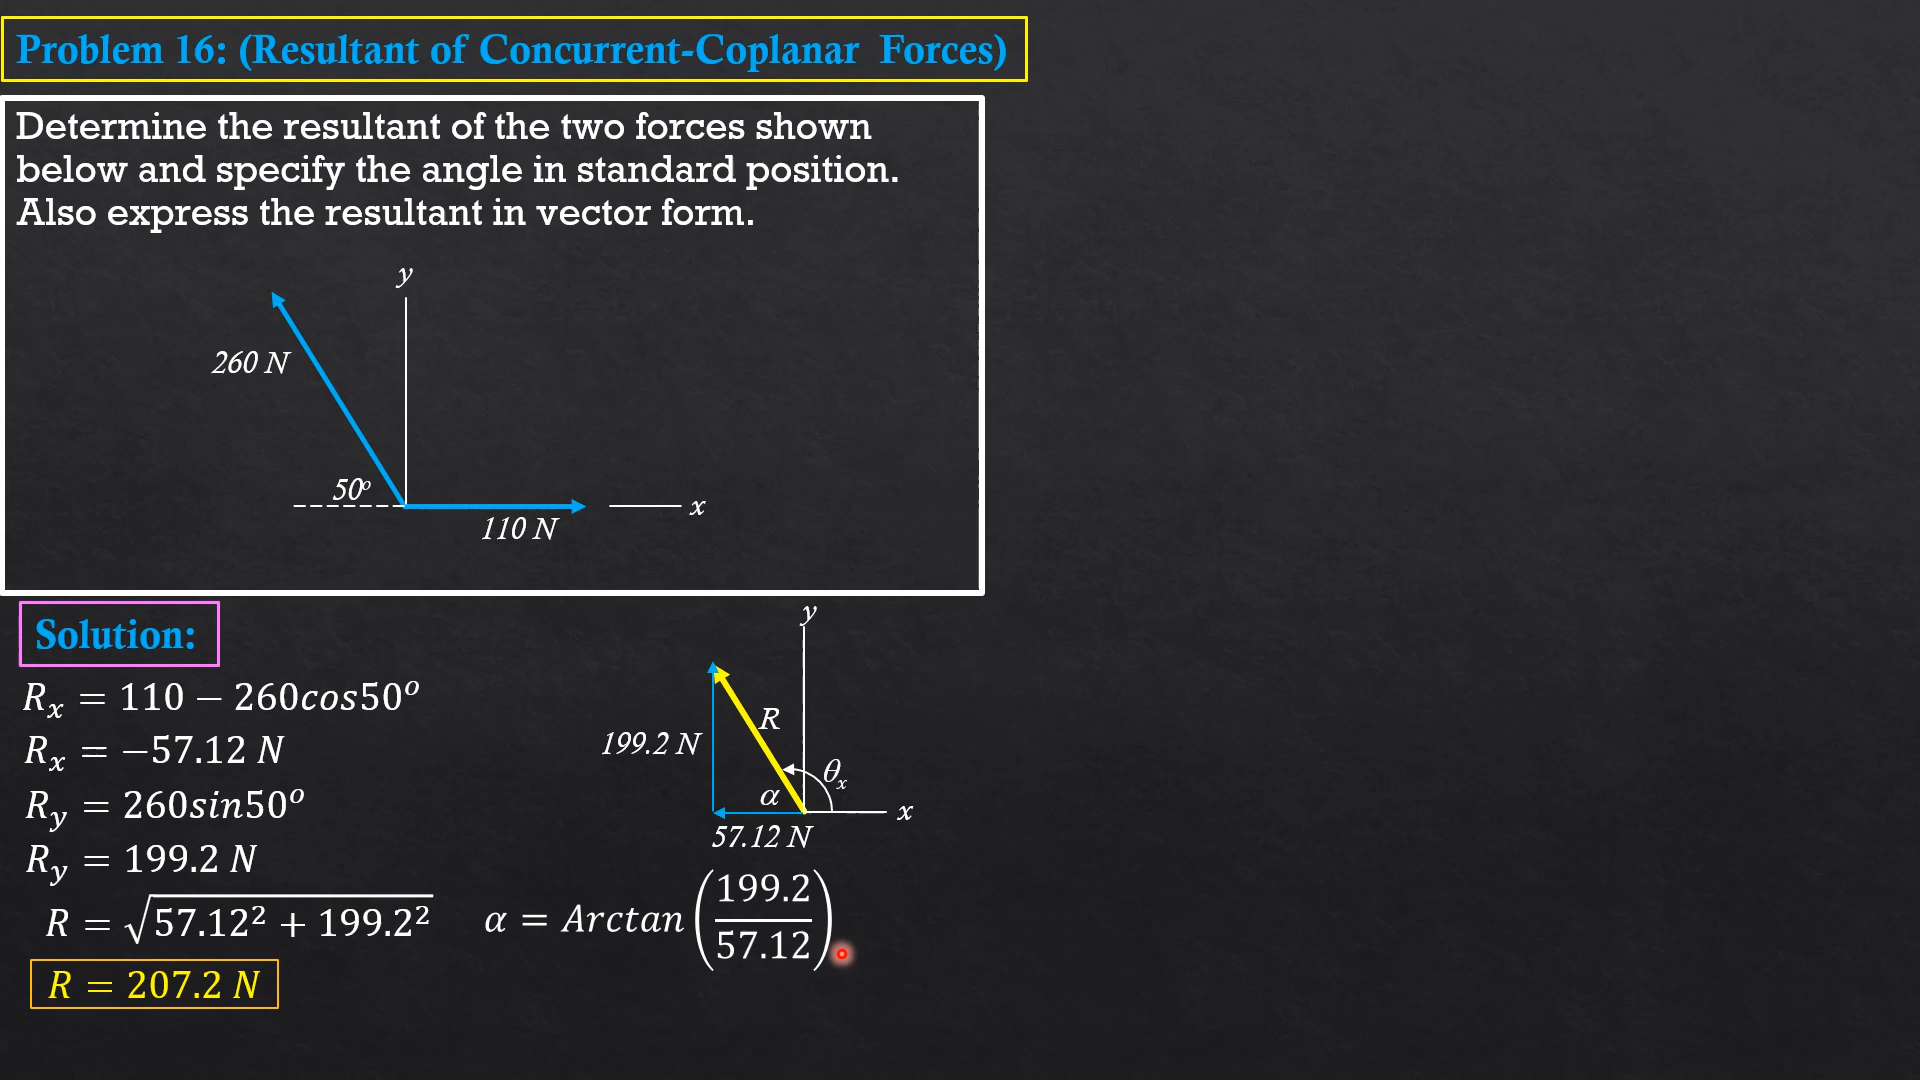 Problem 16: (Resultant of Concurrent-Coplanar Forces)
Determine the resultant of the two forces shown
below and specify the angle in standard position.
Also express the resultant in vector form.
y
260 N
50°
110 N
x
Solution:
Rₓ = 110 − 260cos50°
Rₓ = −57.12 N
R_y = 260sin50°
R_y = 199.2 N
R = √(57.12² + 199.2²)
R = 207.2 N
y
R
199.2 N
θₓ
α
x
57.12 N
α = Arctan (199.2/57.12)